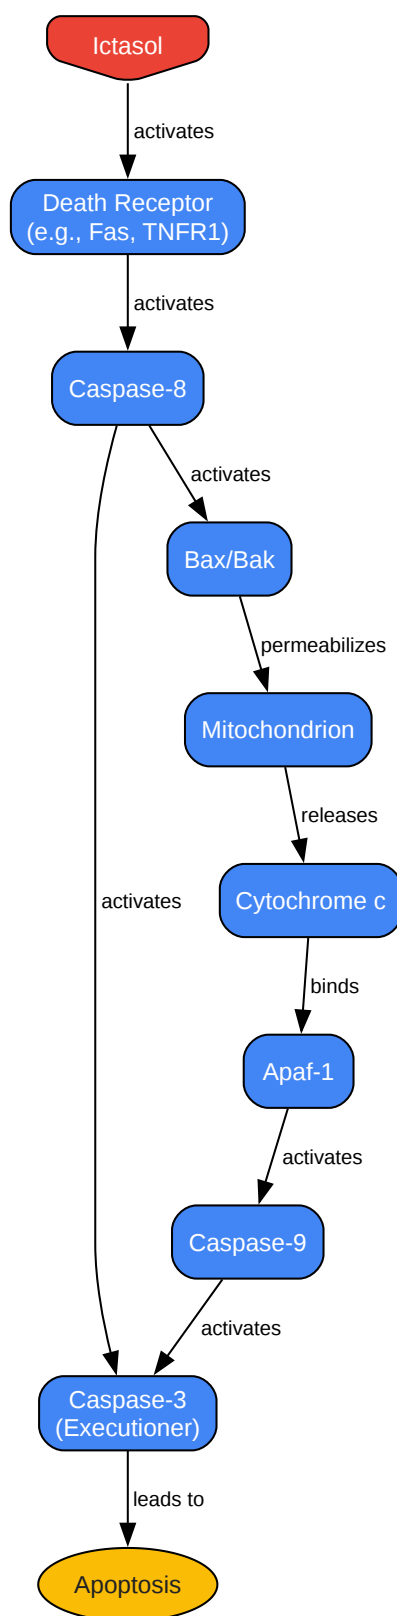 Ictasol
activates
Death Receptor
(e.g., Fas, TNFR1)
activates
Caspase-8
activates
Bax/Bak
permeabilizes
Mitochondrion
releases
Cytochrome c
activates
binds
Apaf-1
activates
Caspase-9
activates
Caspase-3
(Executioner)
leads to
Apoptosis